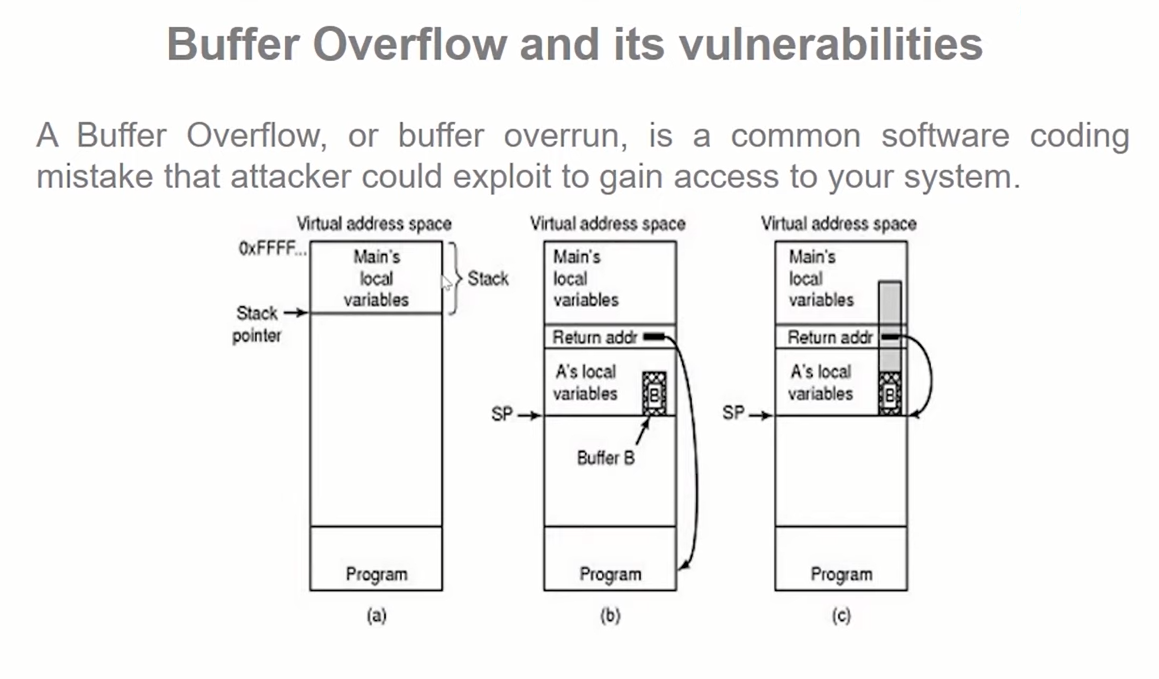 Buffer Overflow and its vulnerabilities
A Buffer Overflow, or buffer overrun, is a common software coding
mistake that attacker could exploit to gain access to your system.
Virtual address space
0xFFFF...
Main's
local
variables
Stack
Stack
pointer
Program
(a)
Virtual address space
Main's
local
variables
Return addr
A's local
variables
B
SP
Buffer B
Program
(b)
Virtual address space
Main's
local
variables
Return addr
A's local
variables
B
SP
Program
(c)